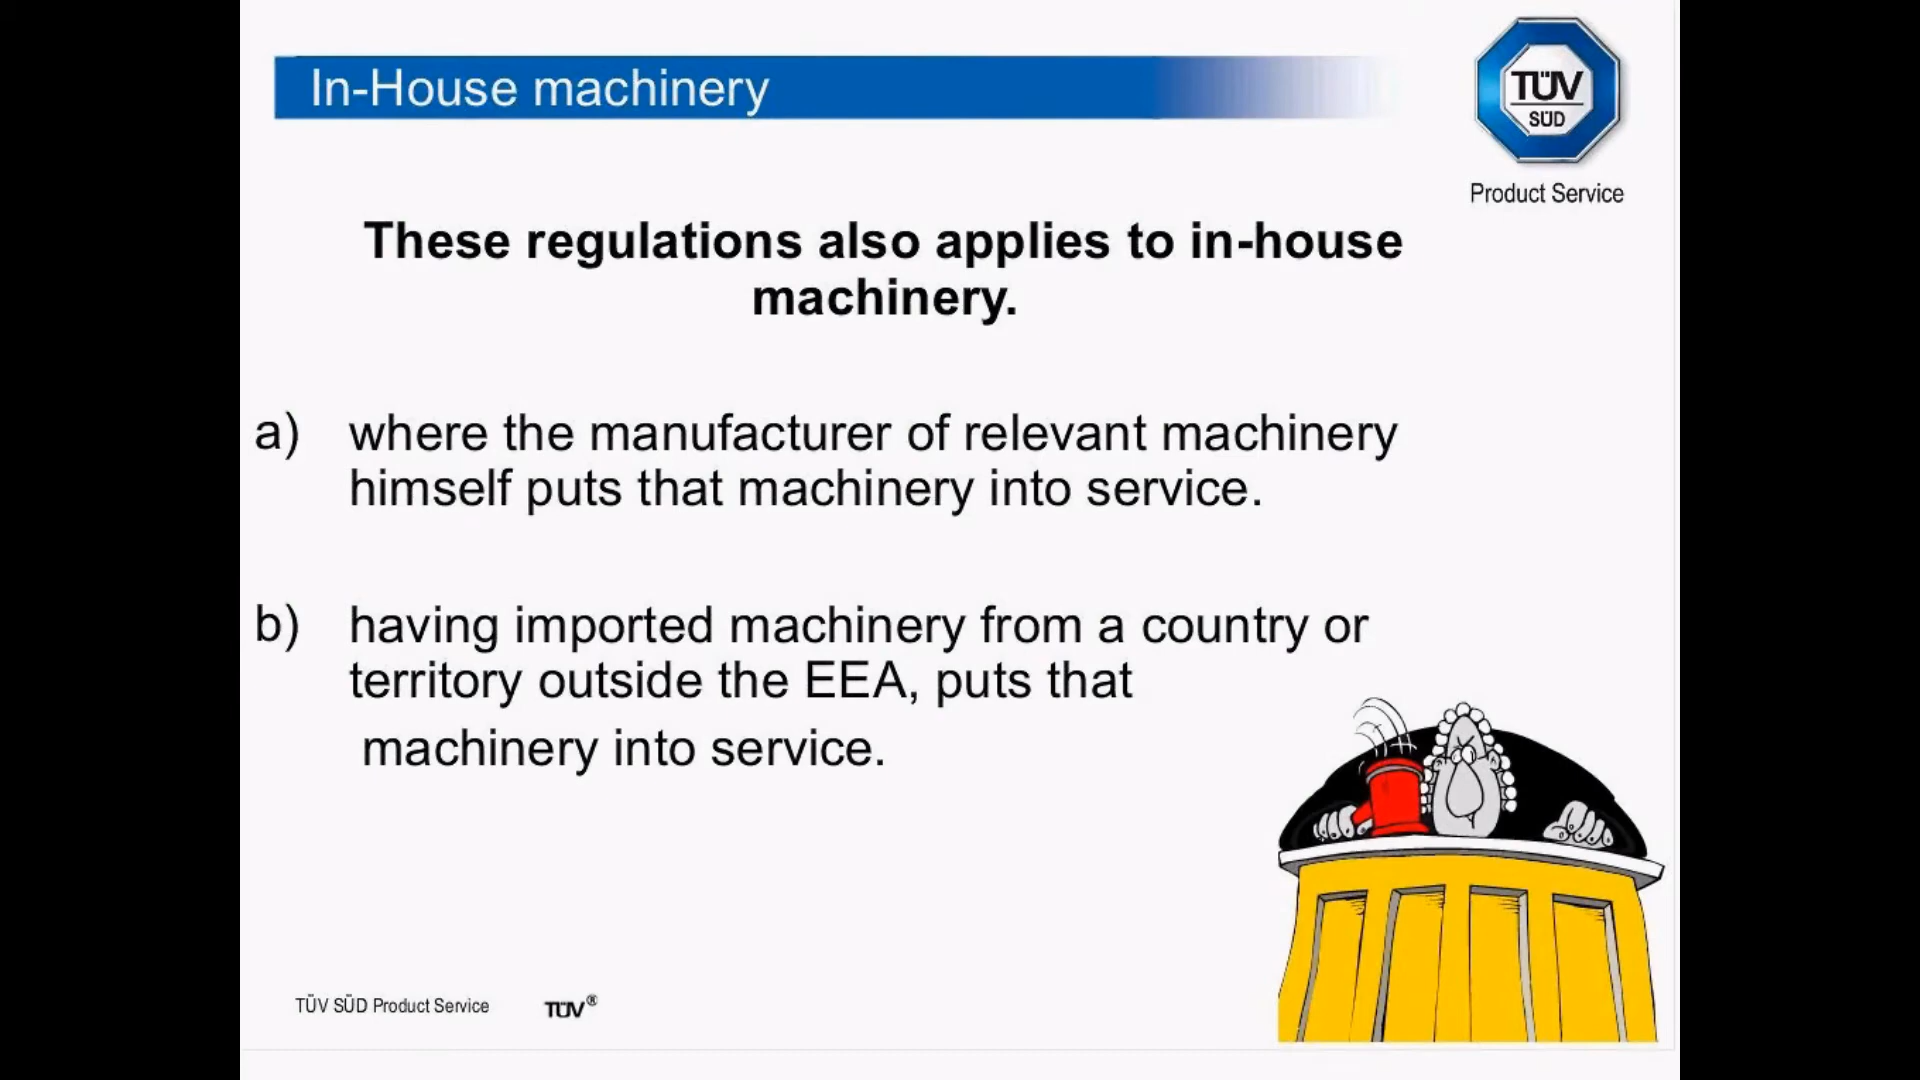 In-House machinery
TÜV
SÜD
Product Service
These regulations also applies to in-house
machinery.
a) where the manufacturer of relevant machinery
himself puts that machinery into service.
b) having imported machinery from a country or
territory outside the EEA, puts that
machinery into service.
TÜV SÜD Product Service TÜV®